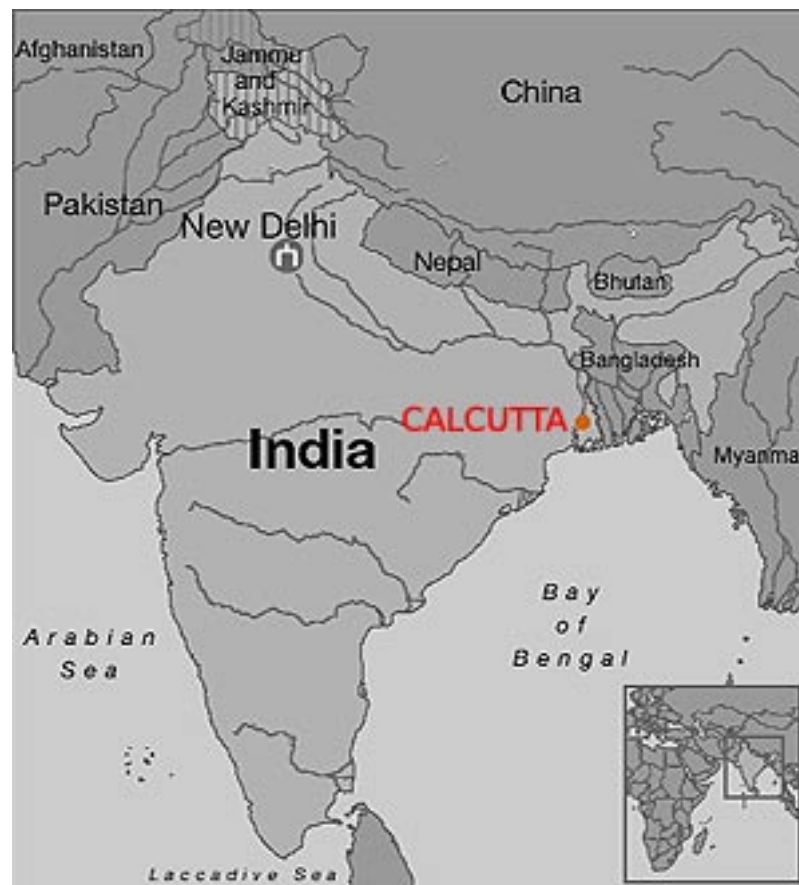 Afghanistan
Jammu
and
Kashmir
China
Pakistan
New Delhi
Nepal
Bhutan
Bangladesh
CALCUTTA
India
Myanma
Bay
of
Bengal
Arabian
Sea
Laccadive Sea